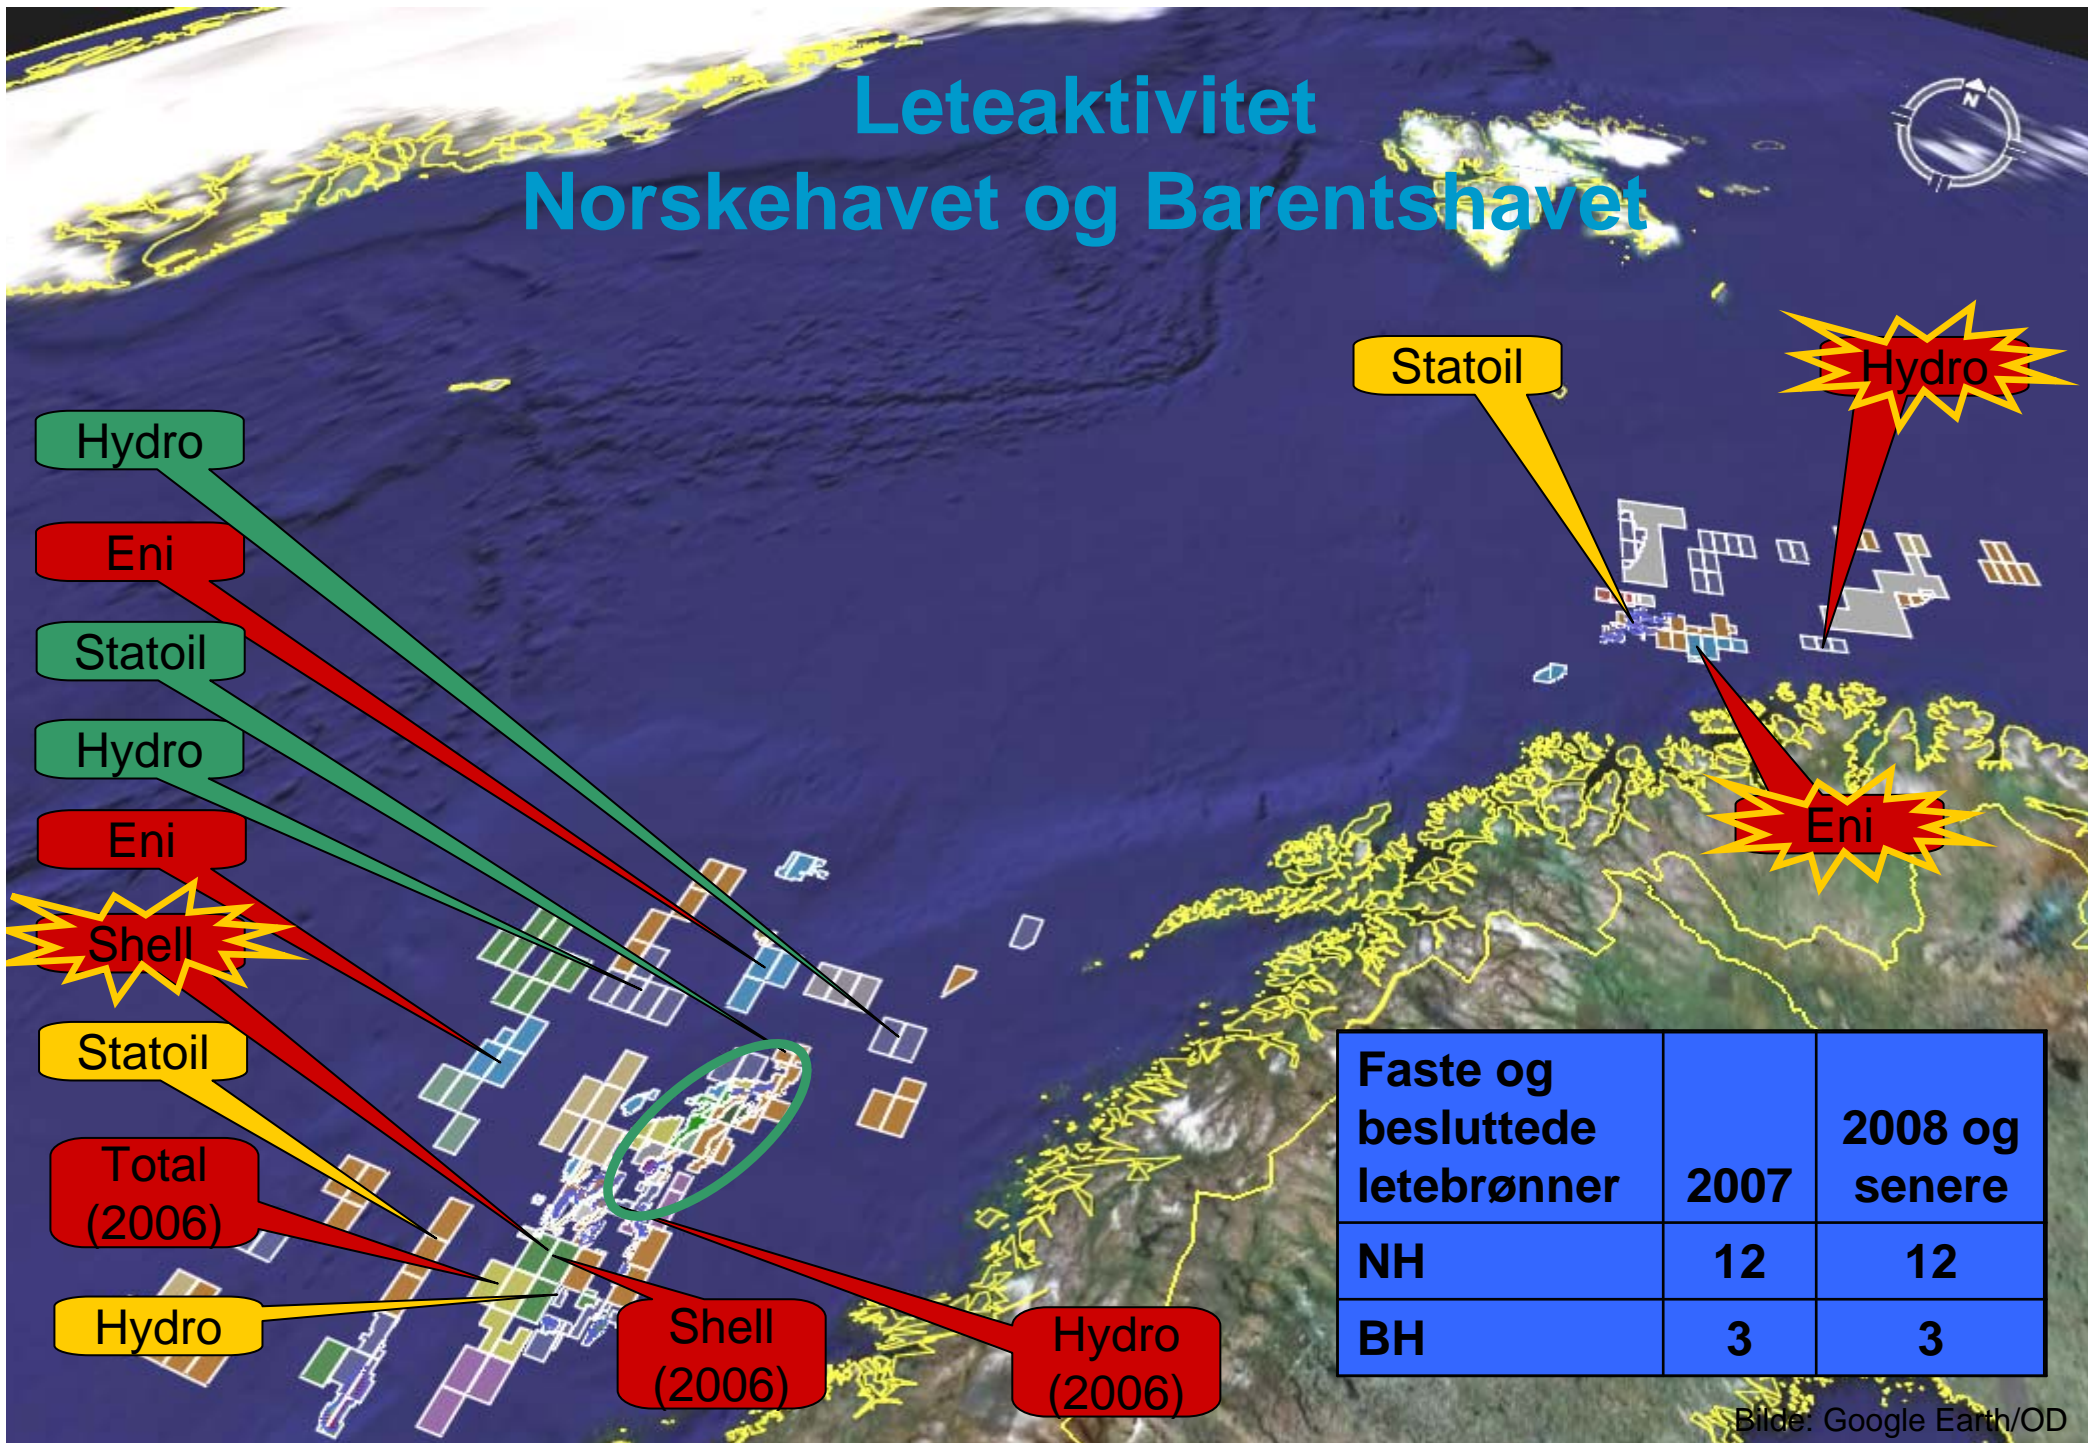 Leteaktivitet
Norskehavet og Barentshavet
N
Statoil
Hydro
Hydro
Eni
Statoil
Hydro
Eni
Shell
Statoil
Total
(2006)
Hydro
Shell
(2006)
Hydro
(2006)
Eni
Faste og
besluttede
letebrønner
2007
2008 og
senere
NH
12
12
BH
3
3
Bilde: Google Earth/OD